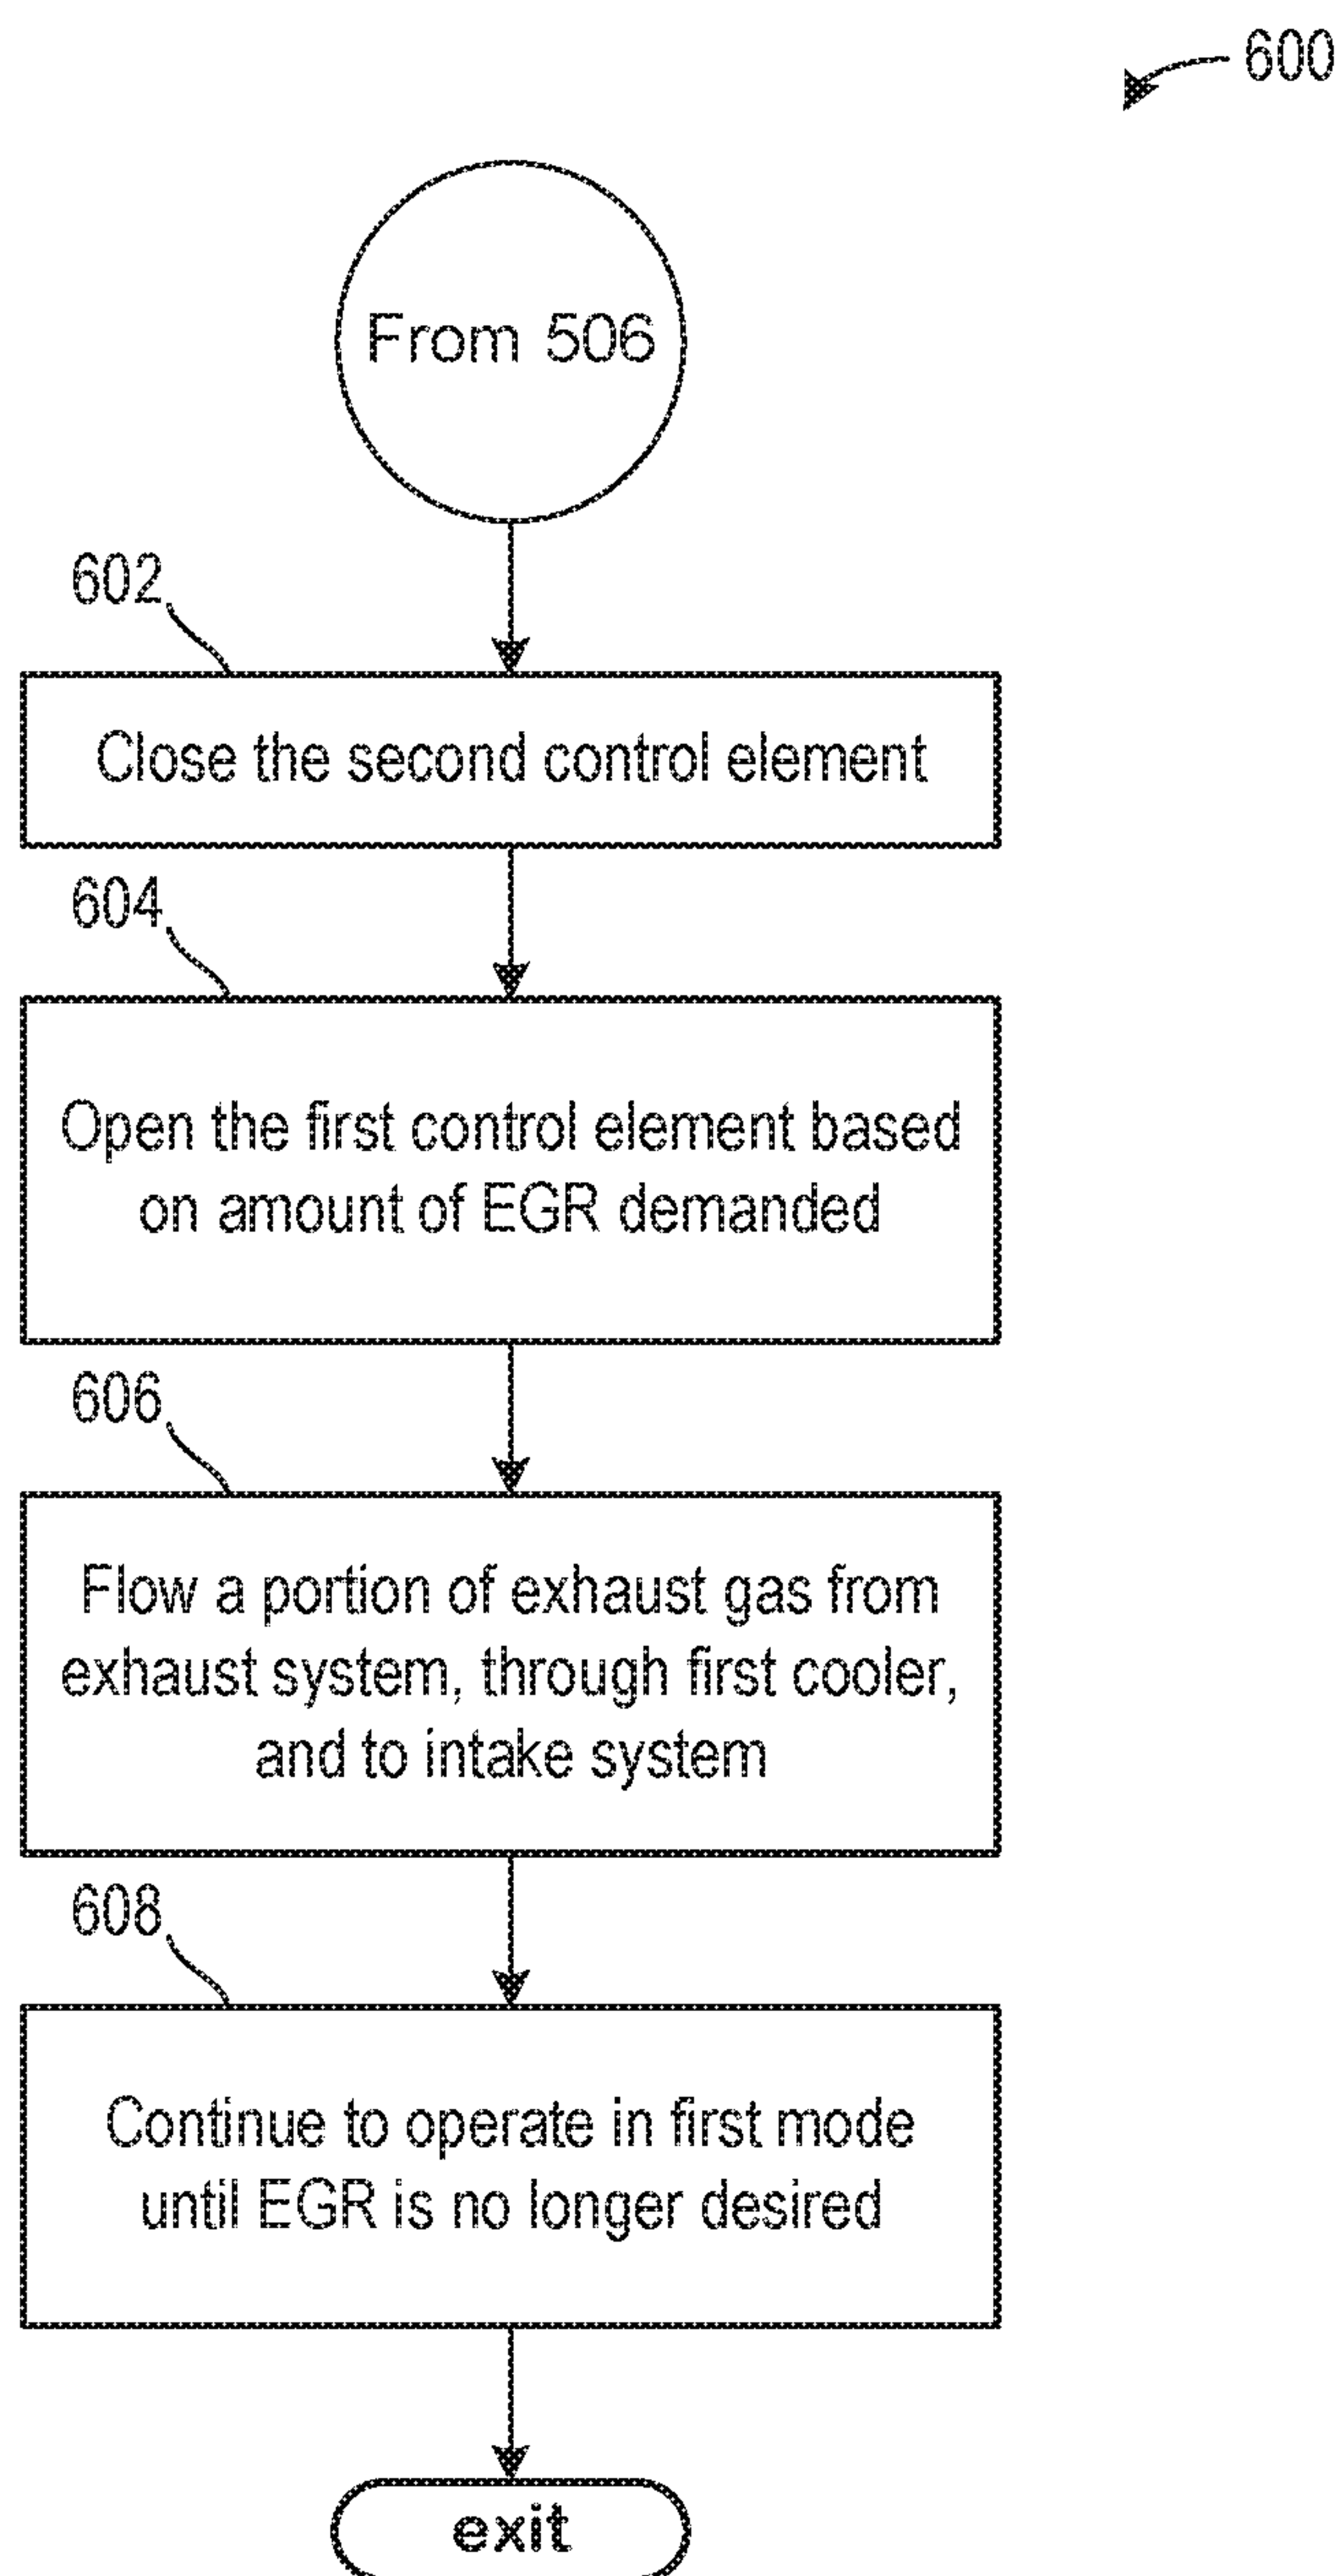 600
From 506
602
Close the second control element
604
Open the first control element based
on amount of EGR demanded
606
Flow a portion of exhaust gas from
exhaust system, through first cooler,
and to intake system
608
Continue to operate in first mode
until EGR is no longer desired
exit